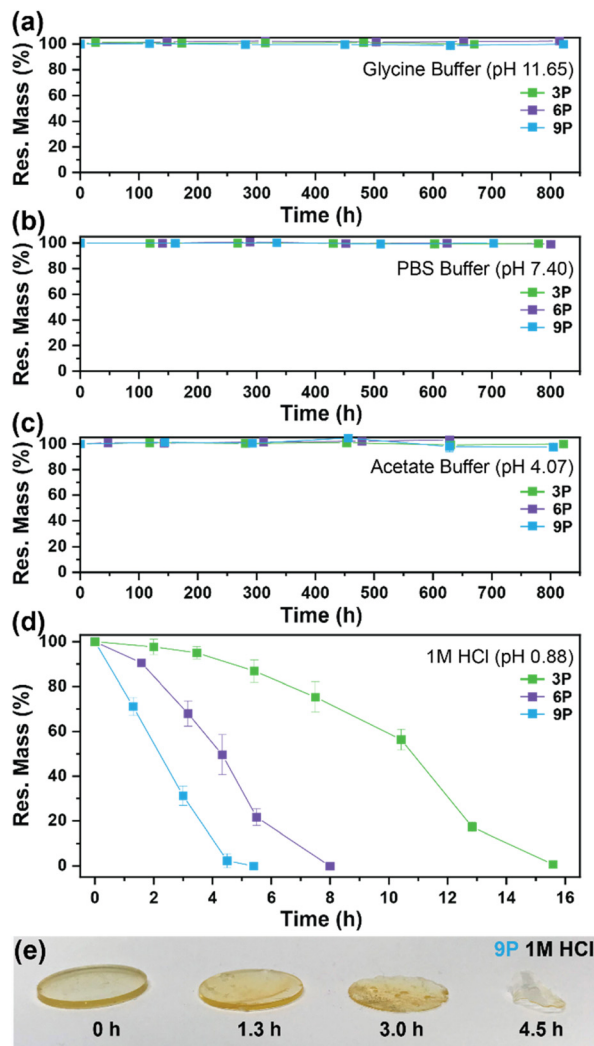 (a)
Res. Mass (%)
100
80
60
40
20
0
Glycine Buffer (pH 11.65)
3P
6P
9P
0 100 200 300 400 500 600 700 800
Time (h)
(b)
Res. Mass (%)
100
80
60
40
20
0
PBS Buffer (pH 7.40)
3P
6P
9P
0 100 200 300 400 500 600 700 800
Time (h)
(c)
Res. Mass (%)
100
80
60
40
20
0
Acetate Buffer (pH 4.07)
3P
6P
9P
0 100 200 300 400 500 600 700 800
Time (h)
(d)
Res. Mass (%)
100
80
60
40
20
0
1M HCl (pH 0.88)
3P
6P
9P
0 2 4 6 8 10 12 14 16
Time (h)
(e)
9P 1M HCl
0 h 1.3 h 3.0 h 4.5 h